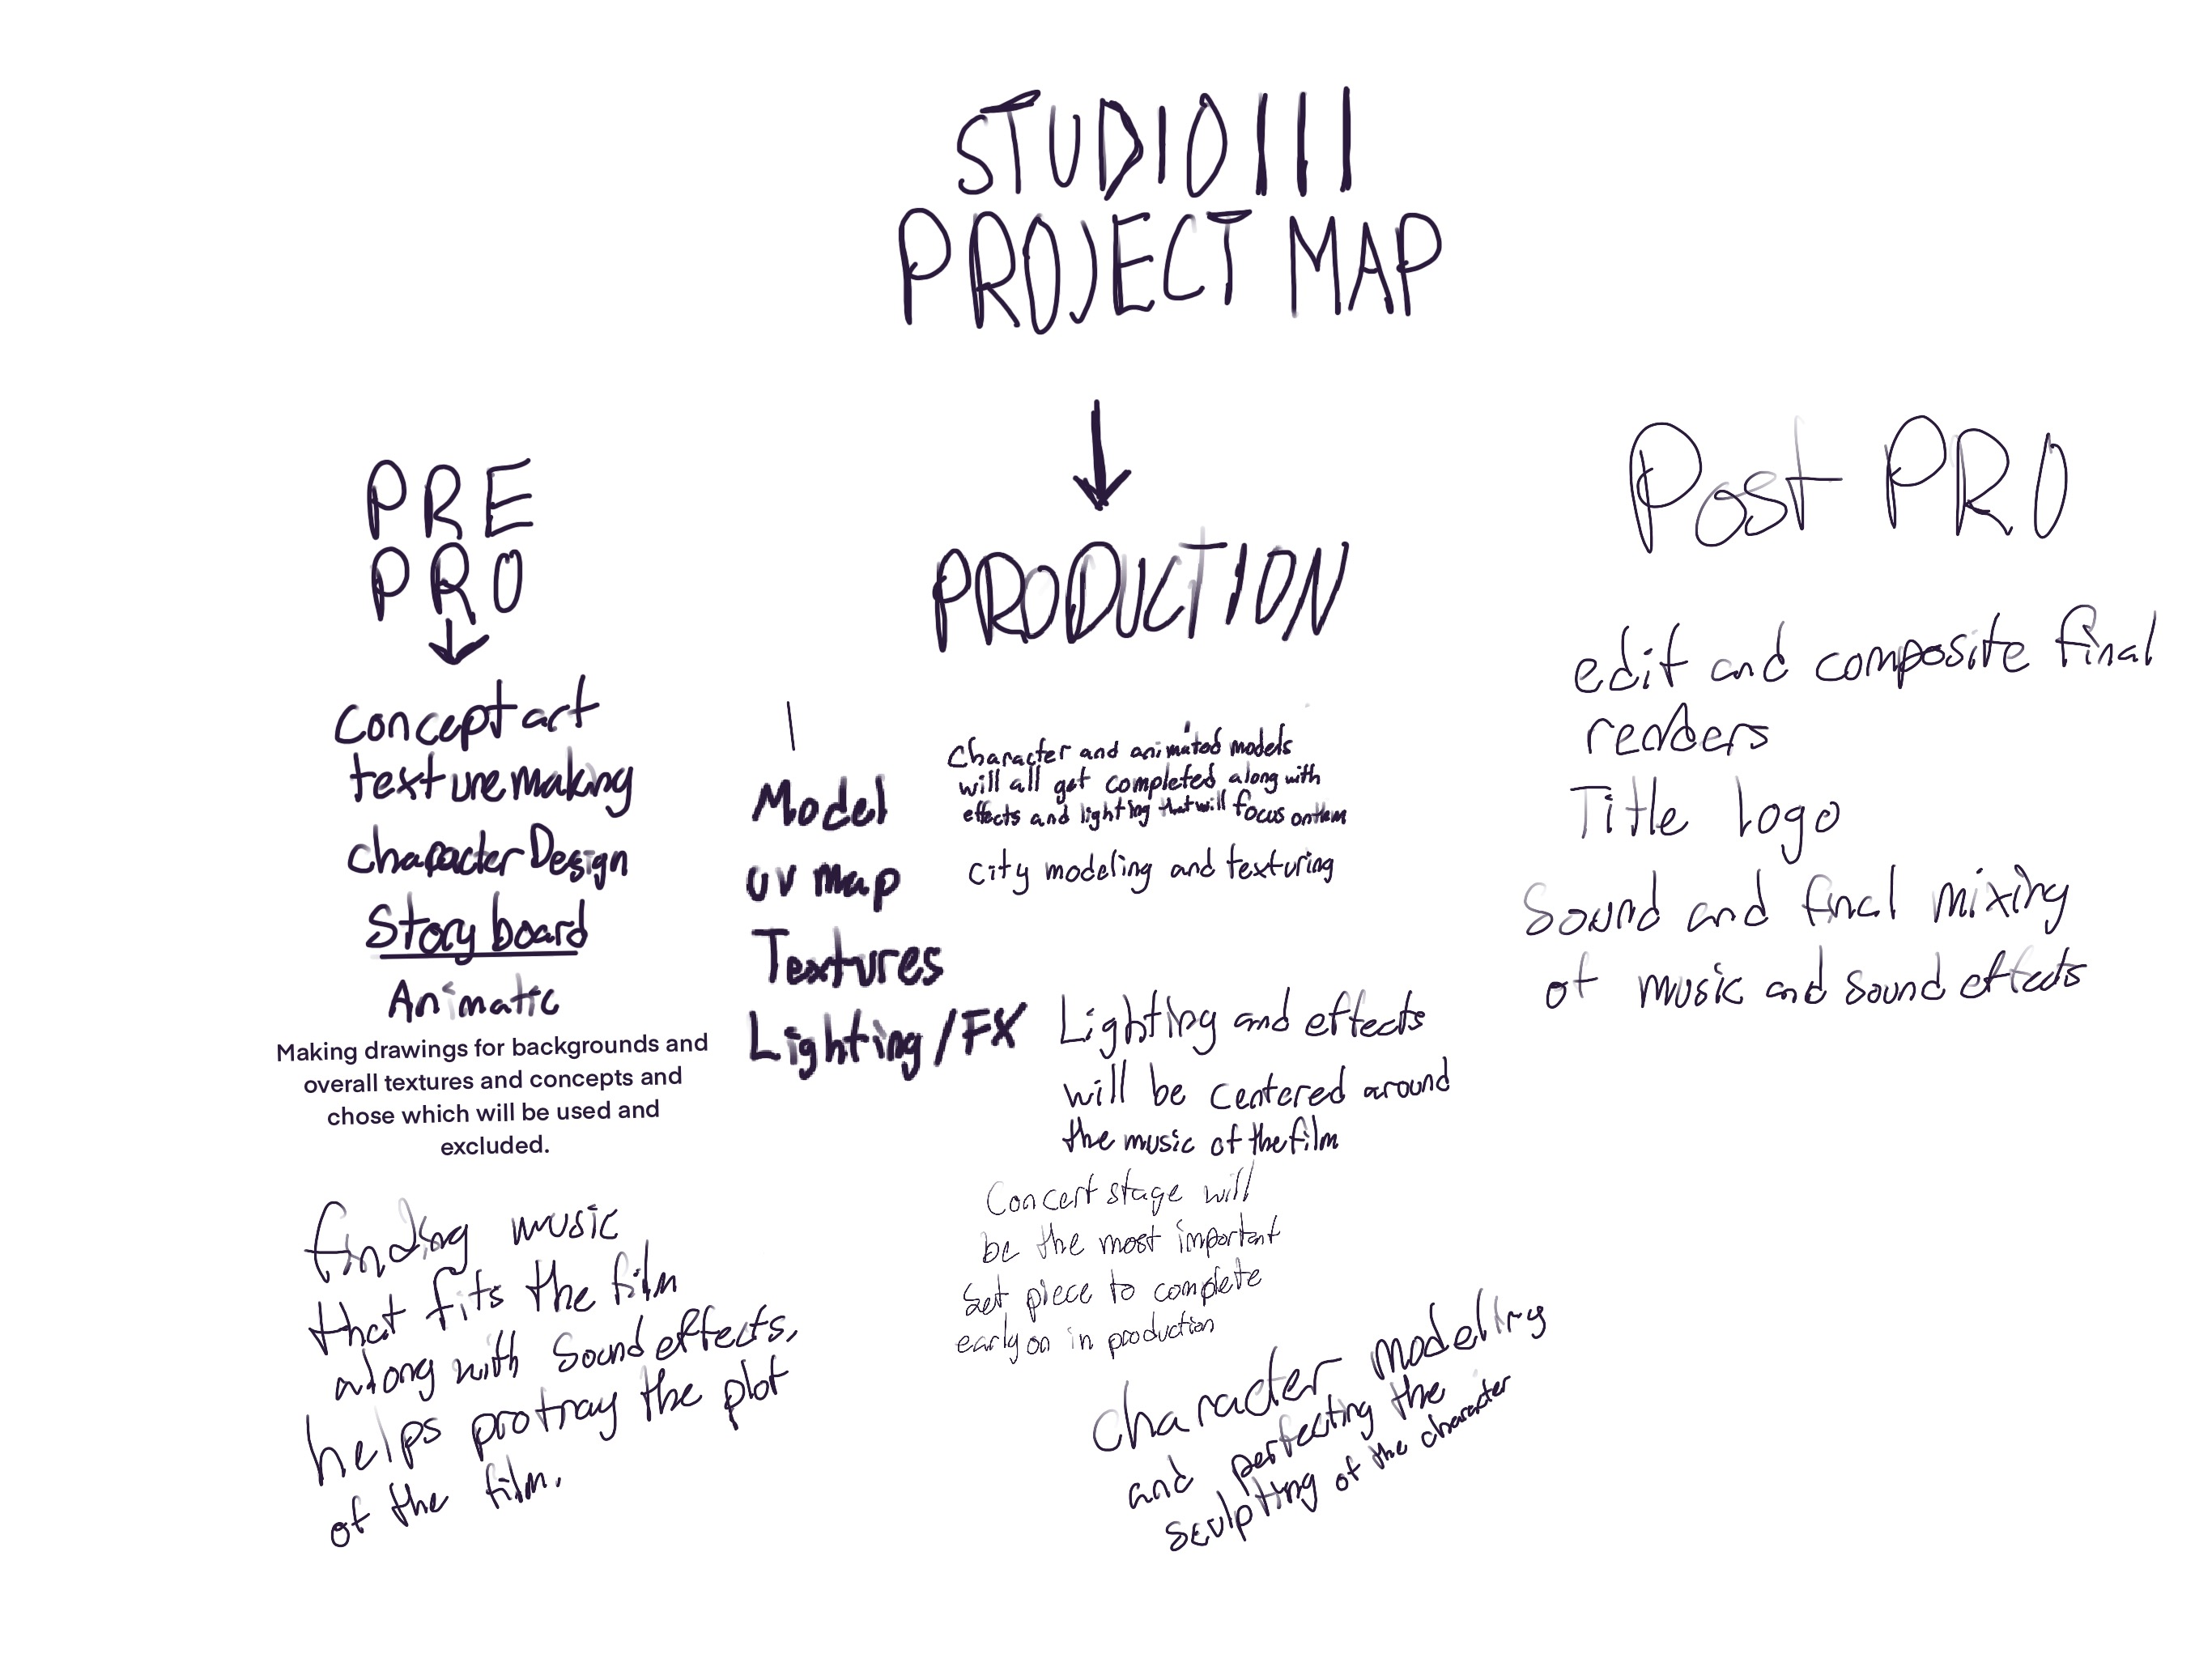 STUDIO III
PROJECT MAP
PRE
PRO
Concept art
texture making
character Design
Story board
Animatic
Making drawings for backgrounds and
overall textures and concepts and
chose which will be used and
excluded.
finding music
that fits the film
along with Sound effects,
helps protray the plot
of the film.
PRODUCTION
Model
UV Map
Textures
Lighting/FX
Character and animated models
will all get completed along with
effects and lighting that will focus on them
City modeling and texturing
Lighting and effects
will be centered around
the music of the film
Concert stage will
be the most important
Set piece to complete
early on in production
Character modeling
and perfecting the
sculpting of the character
Post PRO
edit and composite final
renders
Title logo
Sound and final mixing
of music and sound effects